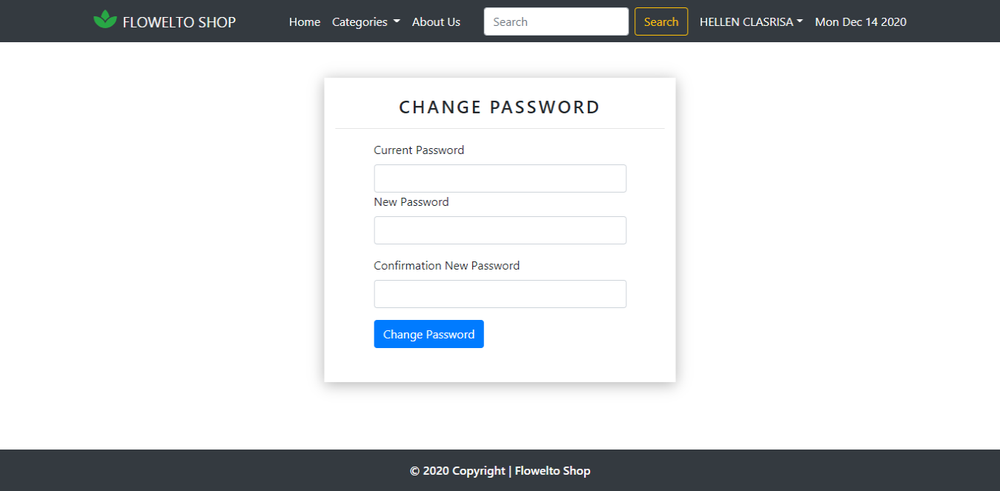 FLOWELTO SHOP Home Categories About Us Search Search HELLEN CLASRISA Mon Dec 14 2020
CHANGE PASSWORD
Current Password
New Password
Confirmation New Password
Change Password
© 2020 Copyright | Flowelto Shop